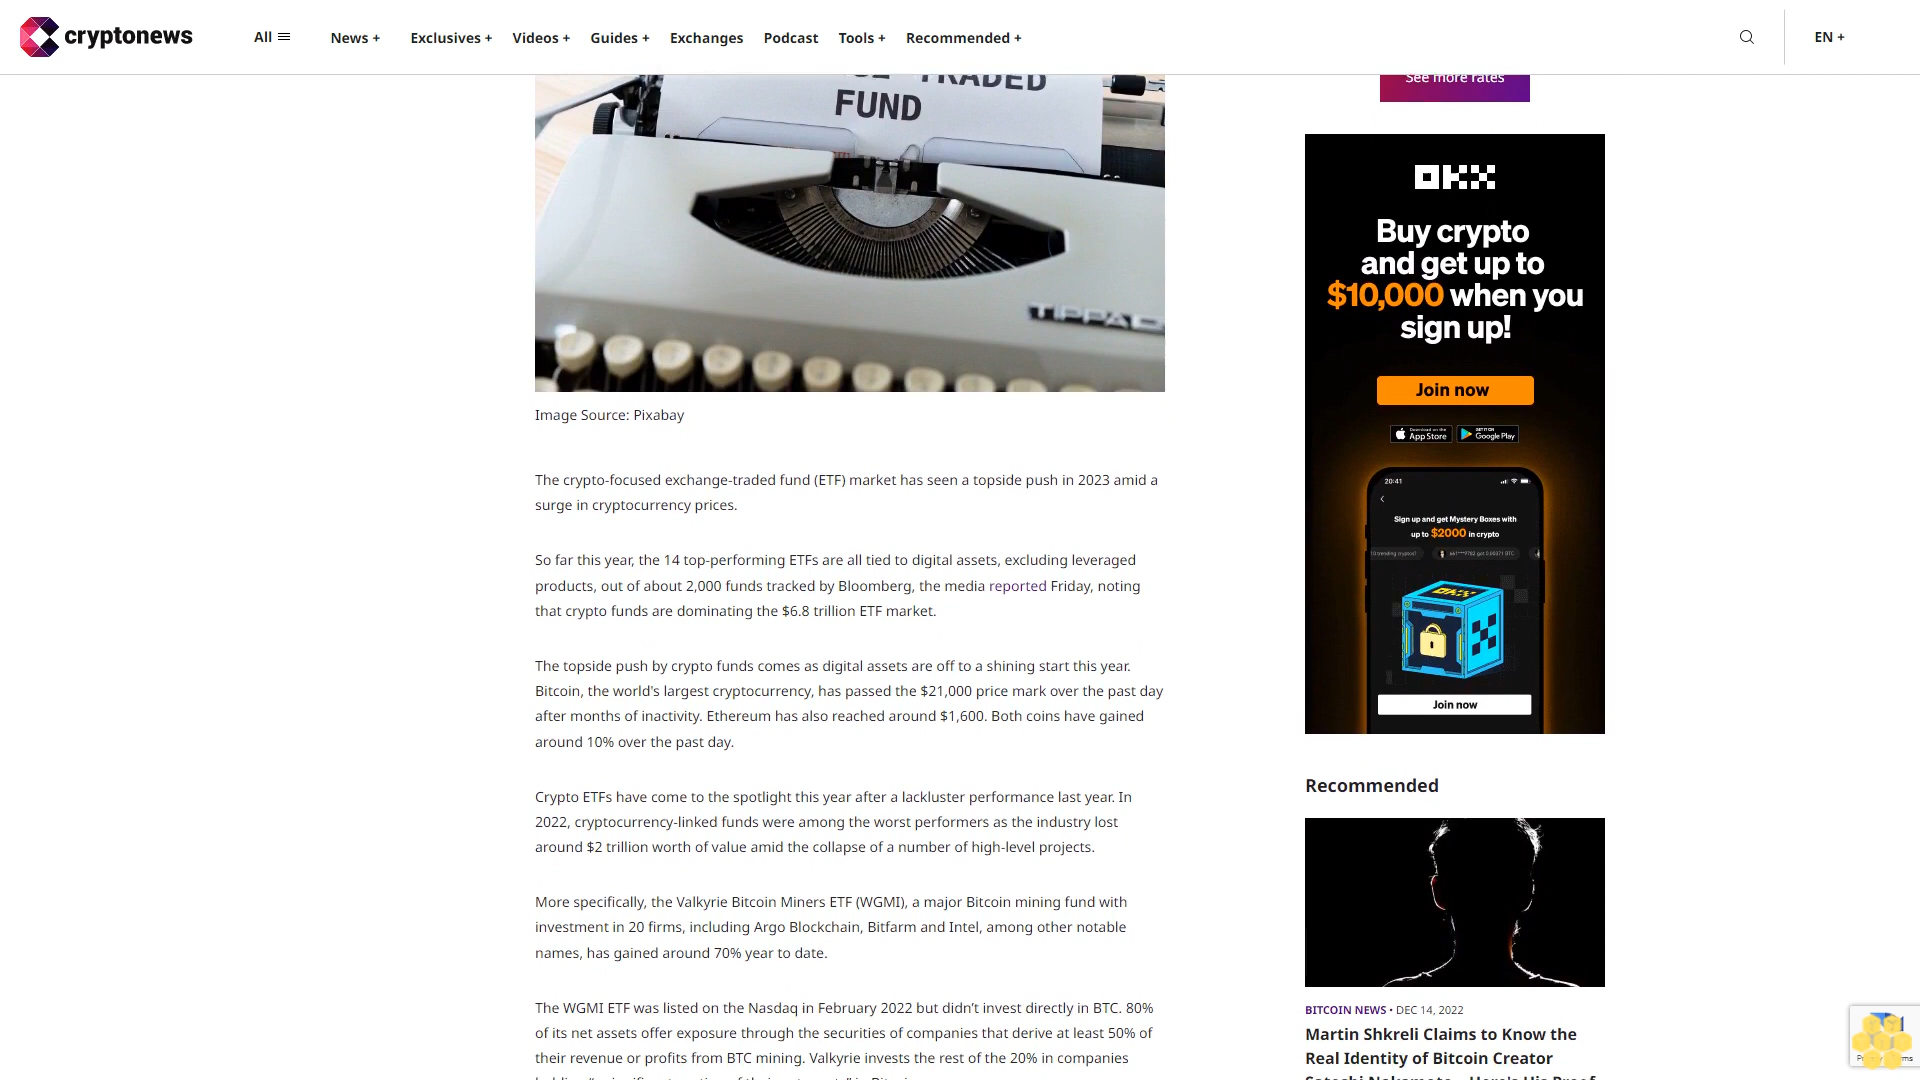 cryptonews
All
News +
Exclusives +
Videos +
Guides +
Exchanges
Podcast
Tools +
Recommended +
EN +
TRADED
FUND
Image Source: Pixabay
The crypto-focused exchange-traded fund (ETF) market has seen a topside push in 2023 amid a
surge in cryptocurrency prices.
So far this year, the 14 top-performing ETFs are all tied to digital assets, excluding leveraged
products, out of about 2,000 funds tracked by Bloomberg, the media reported Friday, noting
that crypto funds are dominating the $6.8 trillion ETF market.
The topside push by crypto funds comes as digital assets are off to a shining start this year.
Bitcoin, the world's largest cryptocurrency, has passed the $21,000 price mark over the past day
after months of inactivity. Ethereum has also reached around $1,600. Both coins have gained
around 10% over the past day.
Crypto ETFs have come to the spotlight this year after a lackluster performance last year. In
2022, cryptocurrency-linked funds were among the worst performers as the industry lost
around $2 trillion worth of value amid the collapse of a number of high-level projects.
More specifically, the Valkyrie Bitcoin Miners ETF (WGMI), a major Bitcoin mining fund with
investment in 20 firms, including Argo Blockchain, Bitfarm and Intel, among other notable
names, has gained around 70% year to date.
The WGMI ETF was listed on the Nasdaq in February 2022 but didn’t invest directly in BTC. 80%
of its net assets offer exposure through the securities of companies that derive at least 50% of
their revenue or profits from BTC mining. Valkyrie invests the rest of the 20% in companies
See more rates
OKX
Buy crypto
and get up to
$10,000 when you
sign up!
Join now
Download on the
App Store
GET IT ON
Google Play
20:41
Sign up and get Mystery Boxes with
up to $2000 in crypto
OKX
Join now
Recommended
BITCOIN NEWS • DEC 14, 2022
Martin Shkreli Claims to Know the
Real Identity of Bitcoin Creator
Satoshi Nakamoto – Here's His Proof